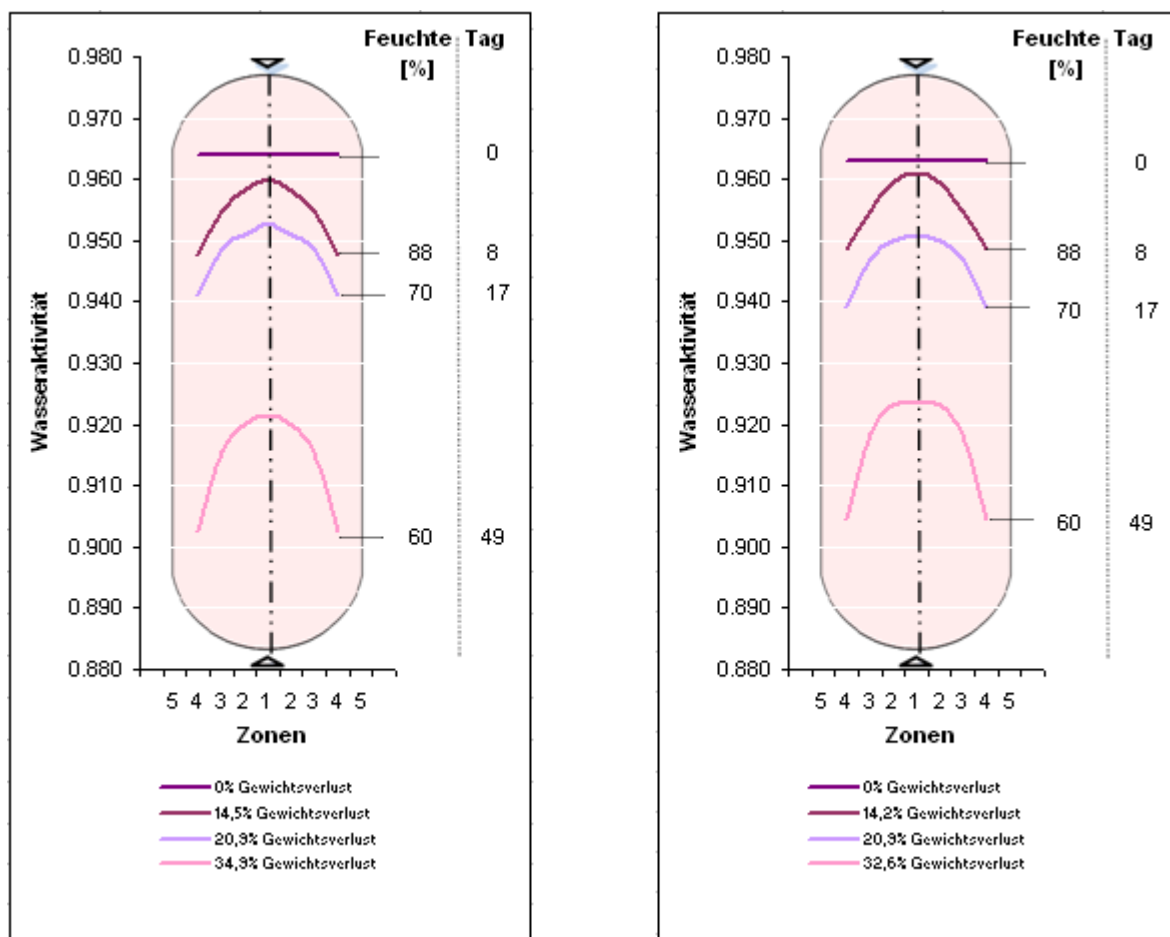 Feuchte Tag
[%]
0.980
0.970
0
0.960
0.950
88 8
0.940
70 17
0.930
0.920
0.910
0.900
60 49
0.890
0.880
Wasseraktivität
5 4 3 2 1 2 3 4 5
Zonen
0% Gewichtsverlust
14,5% Gewichtsverlust
20,9% Gewichtsverlust
34,9% Gewichtsverlust
Feuchte Tag
[%]
0.980
0.970
0
0.960
0.950
88 8
0.940
70 17
0.930
0.920
0.910
0.900
60 49
0.890
0.880
Wasseraktivität
5 4 3 2 1 2 3 4 5
Zonen
0% Gewichtsverlust
14,2% Gewichtsverlust
20,9% Gewichtsverlust
32,6% Gewichtsverlust